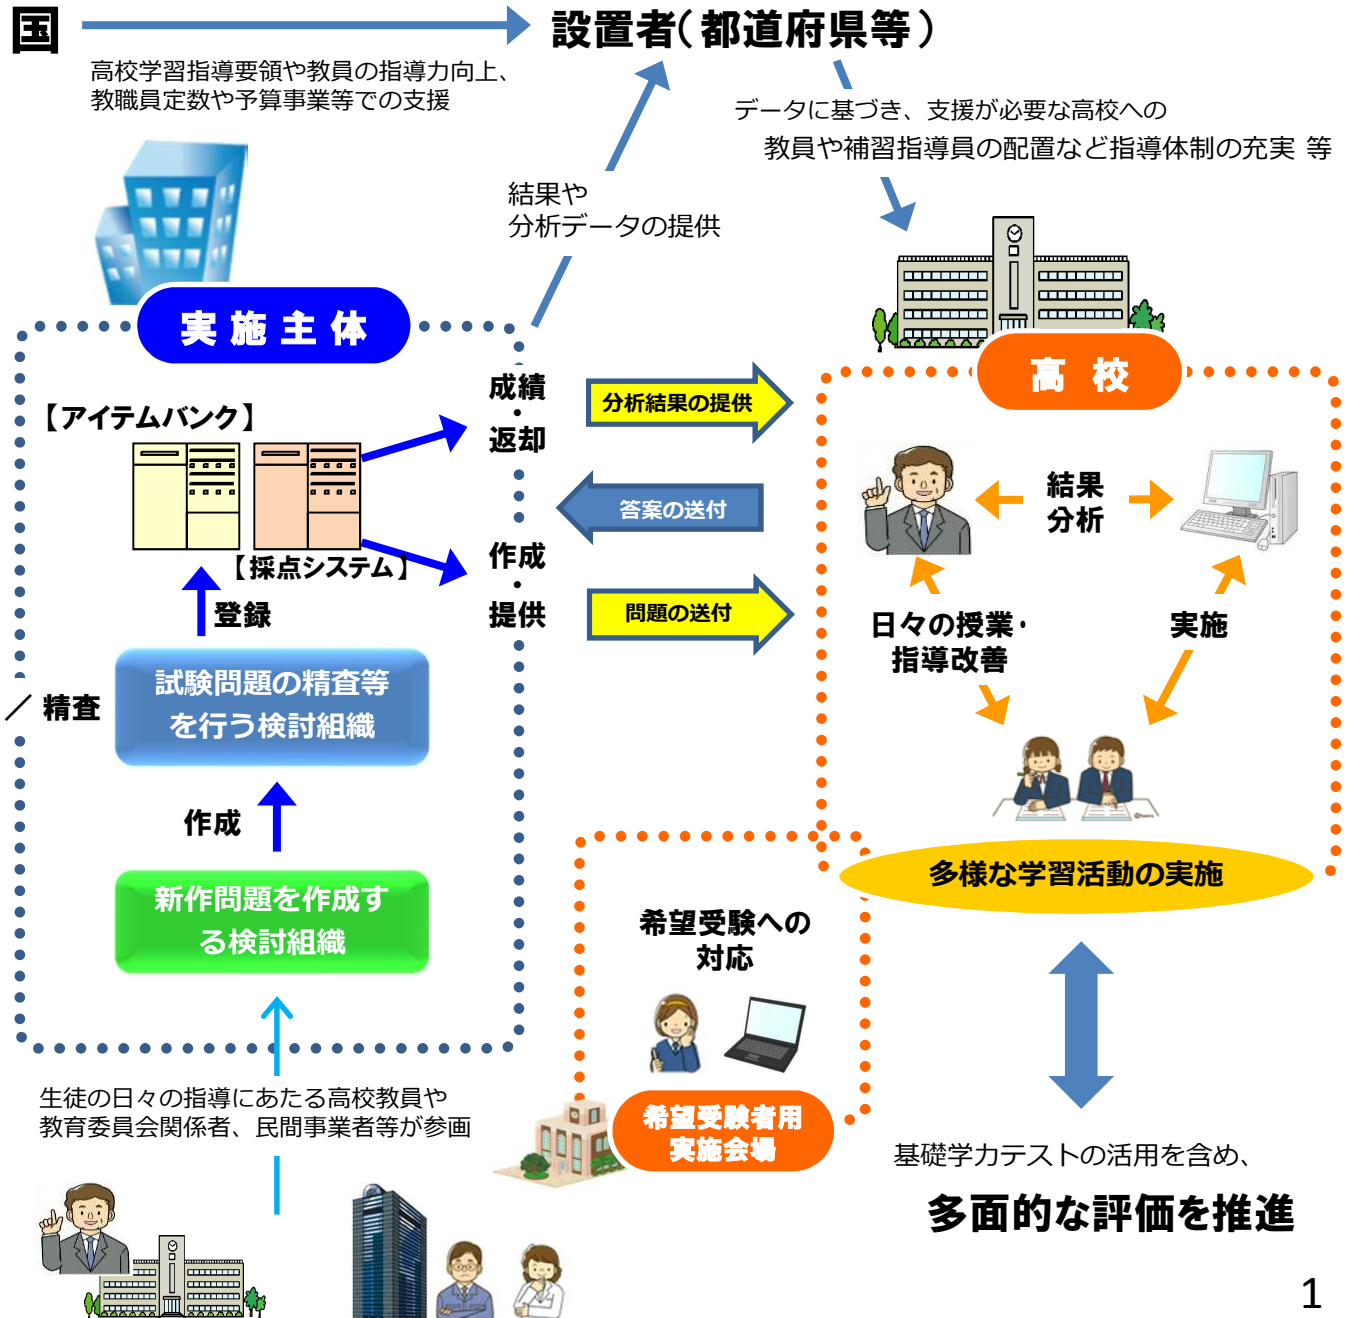 国
設置者(都道府県等)
高校学習指導要領や教員の指導力向上、
教職員定数や予算事業等での支援
データに基づき、支援が必要な高校への
教員や補習指導員の配置など指導体制の充実 等
結果や
分析データの提供
実施主体
高校
【アイテムバンク】
【採点システム】
成績
・
返却
作成
・
提供
分析結果の提供
答案の送付
問題の送付
結果
分析
日々の授業・
指導改善
実施
登録
試験問題の精査等
を行う検討組織
／精査
作成
新作問題を作成す
る検討組織
多様な学習活動の実施
希望受験への
対応
希望受験者用
実施会場
生徒の日々の指導にあたる高校教員や
教育委員会関係者、民間事業者等が参画
基礎学力テストの活用を含め、
多面的な評価を推進
1